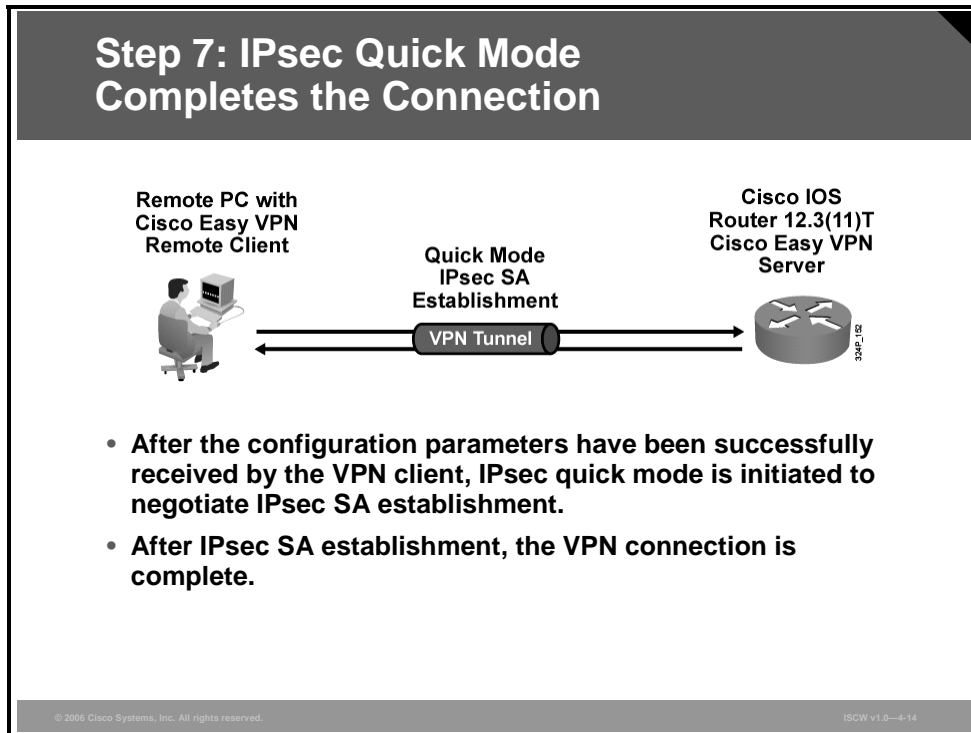 Step 7: IPsec Quick Mode
Completes the Connection
Remote PC with
Cisco Easy VPN
Remote Client
Quick Mode
IPsec SA
Establishment
VPN Tunnel
Cisco IOS
Router 12.3(11)T
Cisco Easy VPN
Server
324P_152
• After the configuration parameters have been successfully
received by the VPN client, IPsec quick mode is initiated to
negotiate IPsec SA establishment.
• After IPsec SA establishment, the VPN connection is
complete.
© 2006 Cisco Systems, Inc. All rights reserved.
ISCW v1.0—4-14